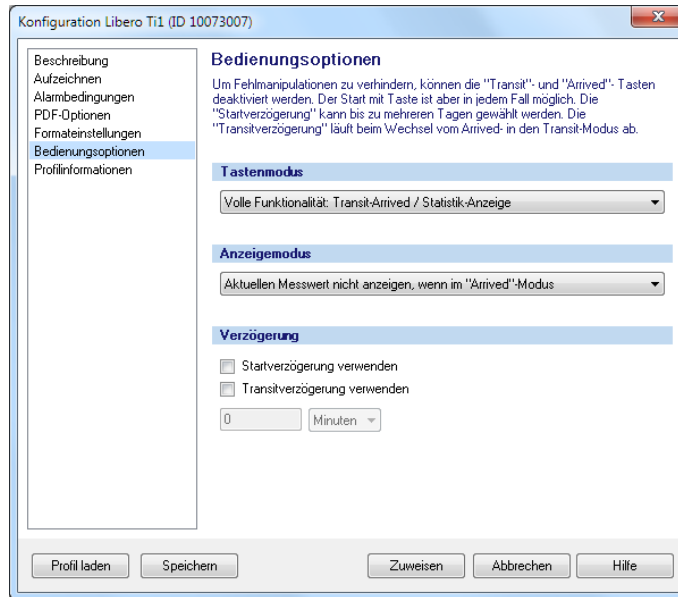 Konfiguration Libero Ti1 (ID 10073007)
Beschreibung
Aufzeichnen
Alarmbedingungen
PDF-Optionen
Formateinstellungen
Bedienungsoptionen
Profilinformationen
Bedienungsoptionen
Um Fehlmanipulationen zu verhindern, können die "Transit"- und "Arrived"- Tasten
deaktiviert werden. Der Start mit Taste ist aber in jedem Fall möglich. Die
"Startverzögerung" kann bis zu mehreren Tagen gewählt werden. Die
"Transitverzögerung" läuft beim Wechsel vom Arrived- in den Transit-Modus ab.
Tastenmodus
Volle Funktionalität: Transit-Arrived / Statistik-Anzeige
Anzeigemodus
Aktuellen Messwert nicht anzeigen, wenn im "Arrived"-Modus
Verzögerung
Startverzögerung verwenden
Transitverzögerung verwenden
0 Minuten
Profil laden Speichern Zuweisen Abbrechen Hilfe